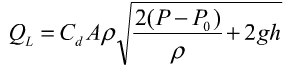 Q_L = C_d Aρ √(2(P − P_0)/ρ + 2gh)